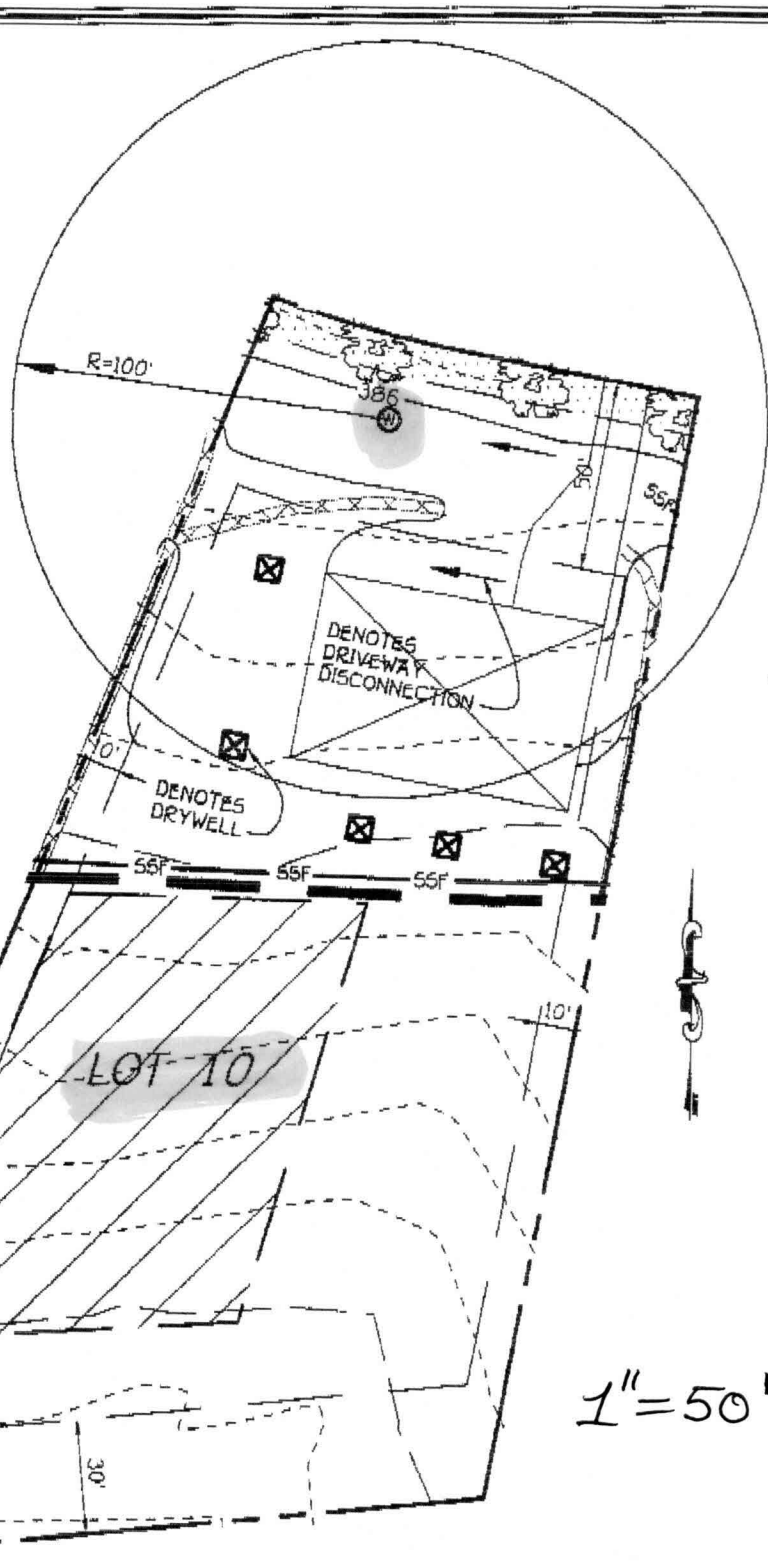 R=100'
386
W
50'
SSF
DENOTES
DRIVEWAY
DISCONNECTION
10'
DENOTES
DRYWELL
SSF
SSF
SSF
10'
LOT 10
1"=50'
30'